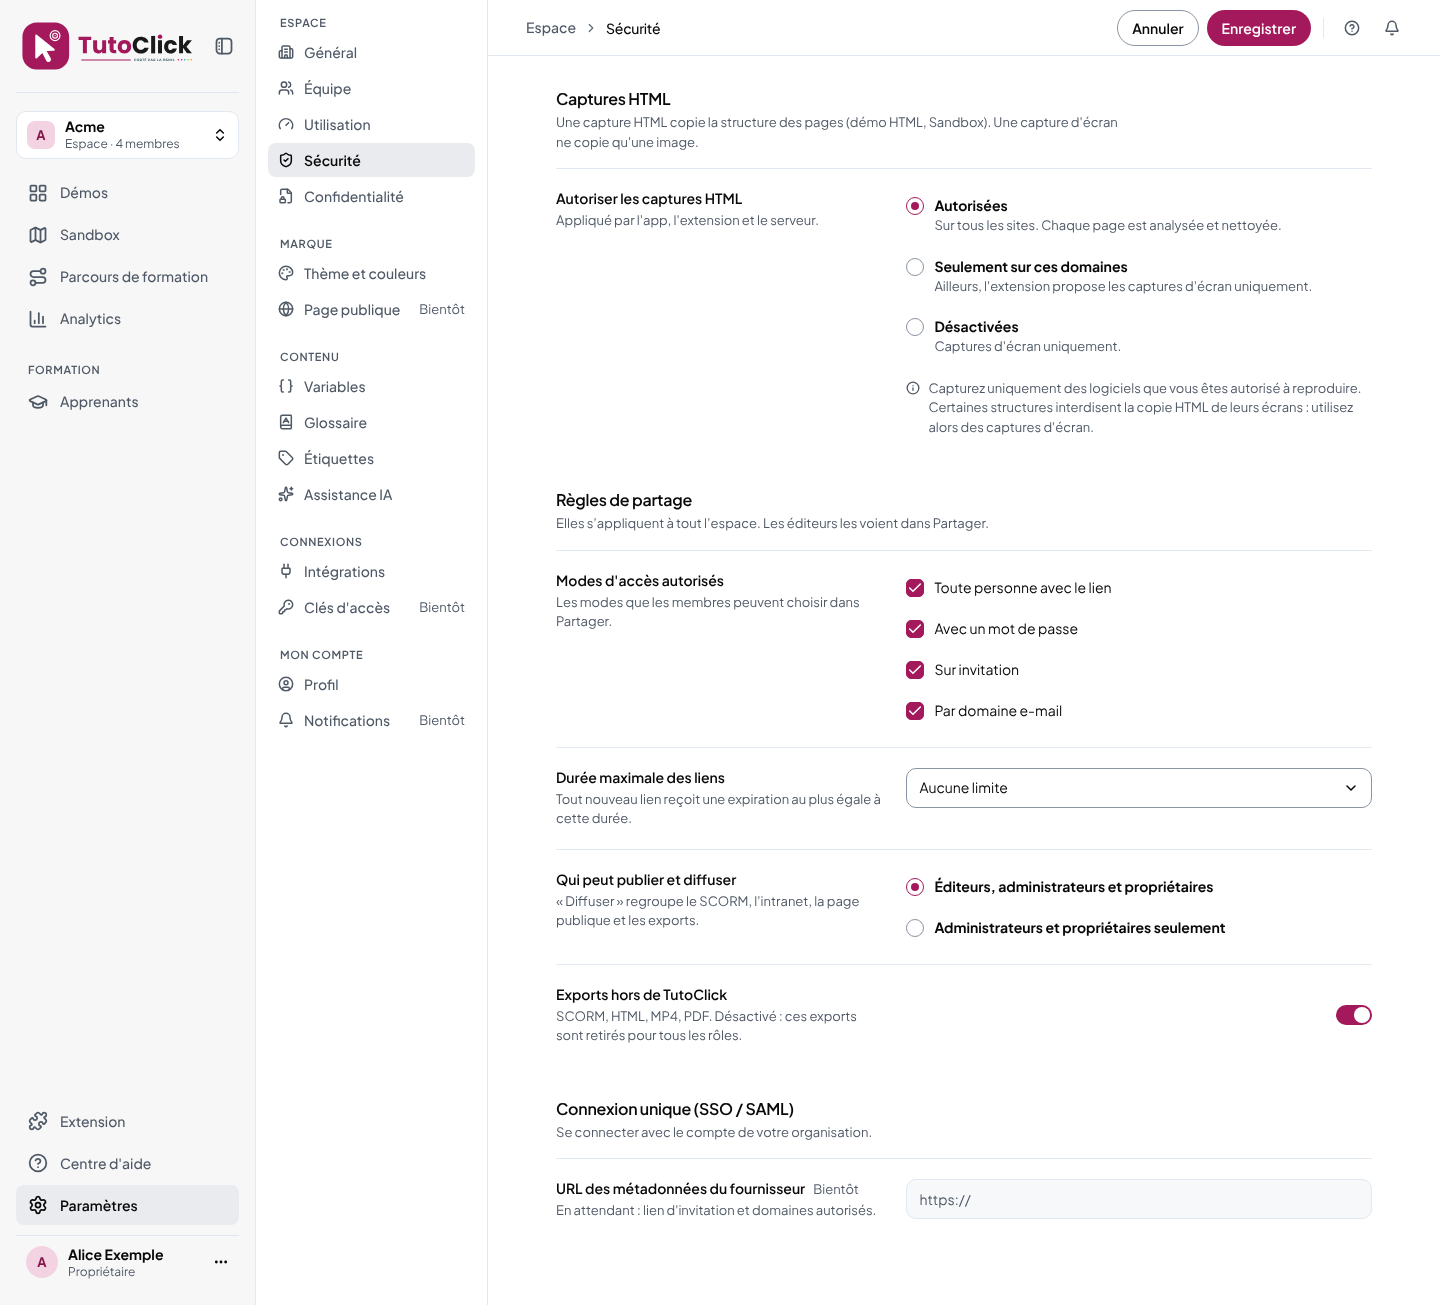 TutoClick
Acme
Espace · 4 membres
A
Démos
Sandbox
Parcours de formation
Analytics
FORMATION
Apprenants
Extension
Centre d'aide
Paramètres
A
Alice Exemple
Propriétaire
ESPACE
Général
Équipe
Utilisation
Sécurité
Confidentialité
MARQUE
Thème et couleurs
Page publique Bientôt
CONTENU
Variables
Glossaire
Étiquettes
Assistance IA
CONNEXIONS
Intégrations
Clés d'accès Bientôt
MON COMPTE
Profil
Notifications Bientôt
Espace > Sécurité
Annuler
Enregistrer
Captures HTML
Une capture HTML copie la structure des pages (démo HTML, Sandbox). Une capture d'écran
ne copie qu'une image.
Autoriser les captures HTML
Appliqué par l'app, l'extension et le serveur.
Autorisées
Sur tous les sites. Chaque page est analysée et nettoyée.
Seulement sur ces domaines
Ailleurs, l'extension propose les captures d'écran uniquement.
Désactivées
Captures d'écran uniquement.
Capturez uniquement des logiciels que vous êtes autorisé à reproduire.
Certaines structures interdisent la copie HTML de leurs écrans : utilisez
alors des captures d'écran.
Règles de partage
Elles s'appliquent à tout l'espace. Les éditeurs les voient dans Partager.
Modes d'accès autorisés
Les modes que les membres peuvent choisir dans
Partager.
Toute personne avec le lien
Avec un mot de passe
Sur invitation
Par domaine e-mail
Durée maximale des liens
Tout nouveau lien reçoit une expiration au plus égale à
cette durée.
Aucune limite
Qui peut publier et diffuser
« Diffuser » regroupe le SCORM, l'intranet, la page
publique et les exports.
Éditeurs, administrateurs et propriétaires
Administrateurs et propriétaires seulement
Exports hors de TutoClick
SCORM, HTML, MP4, PDF. Désactivé : ces exports
sont retirés pour tous les rôles.
Connexion unique (SSO / SAML)
Se connecter avec le compte de votre organisation.
URL des métadonnées du fournisseur Bientôt
En attendant : lien d'invitation et domaines autorisés.
https://